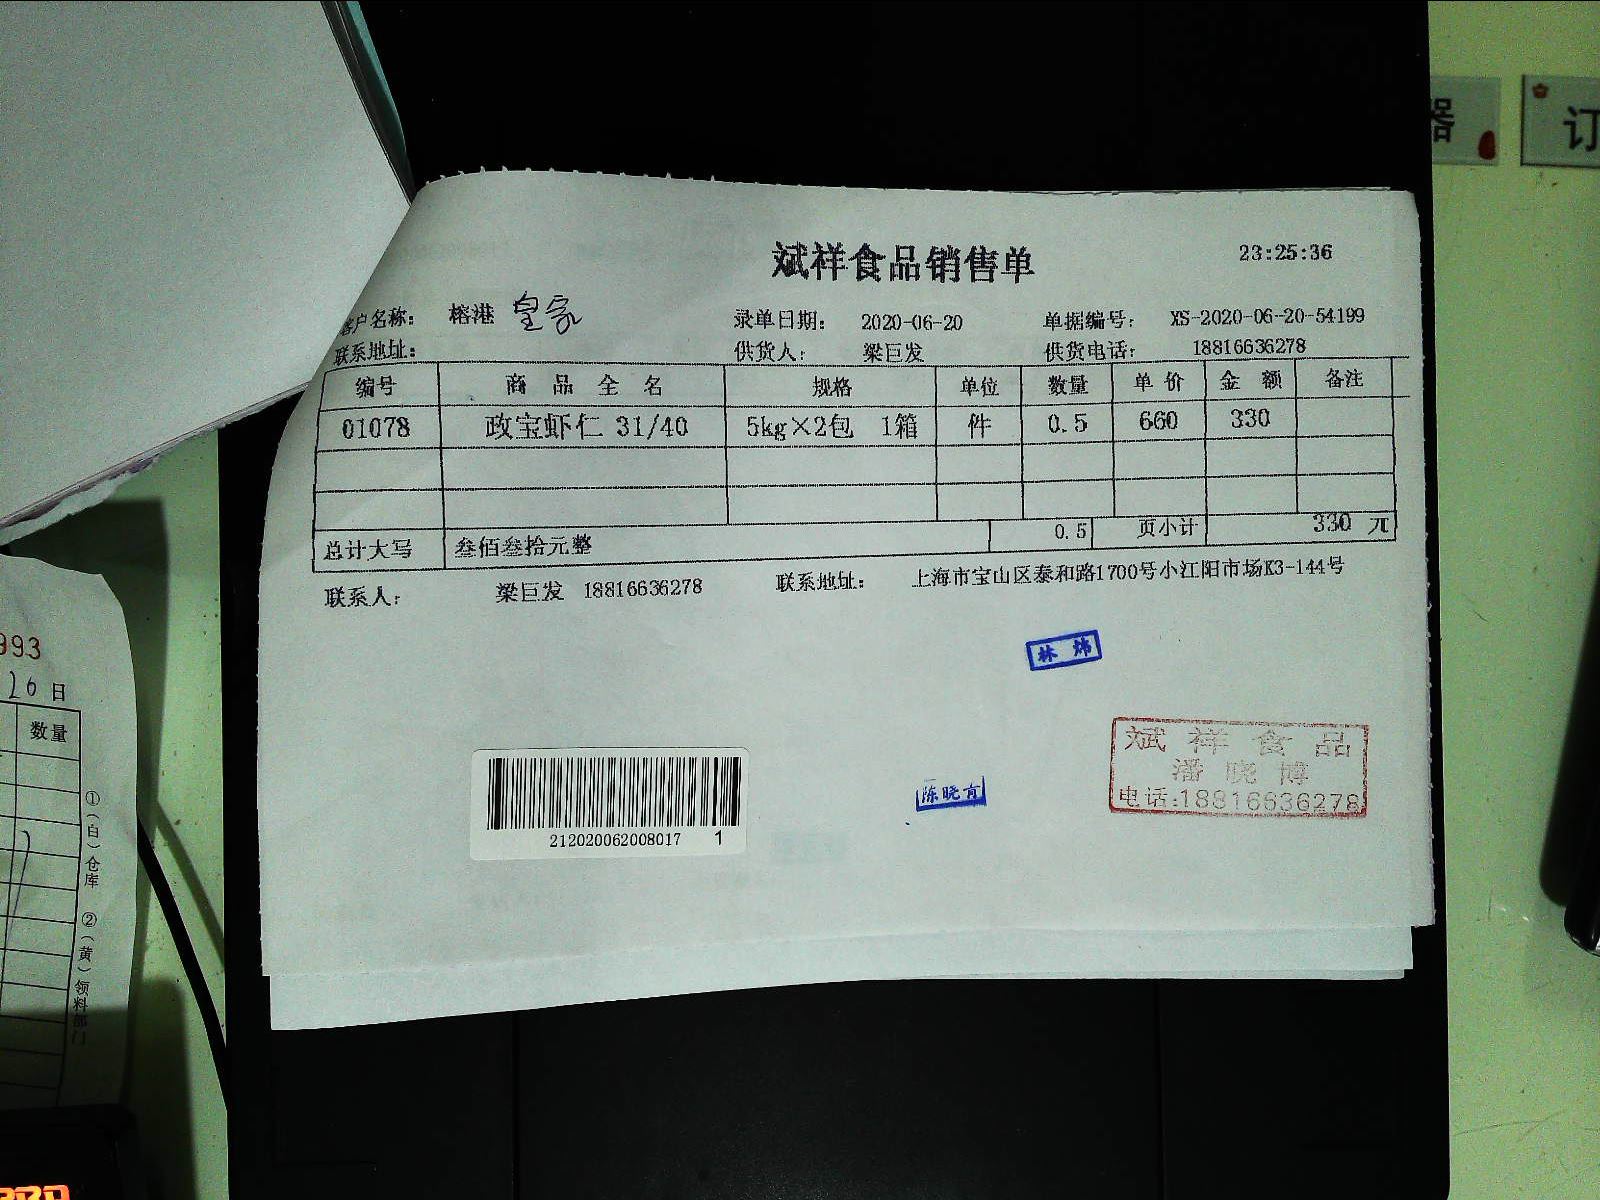 器
订
斌祥食品销售单 23:25:36
客户名称: 榕港 皇家 录单日期: 2020-06-20 单据编号: XS-2020-06-20-54199
联系地址: 供货人: 梁巨发 供货电话: 18816636278
编号 商品全名 规格 单位 数量 单价 金额 备注
01078 政宝虾仁 31/40 5kg×2包 1箱 件 0.5 660 330
总计大写 叁佰叁拾元整 0.5 页小计 330 元
联系人: 梁巨发 18816636278 联系地址: 上海市宝山区泰和路1700号小江阳市场K3-144号
林炜
斌祥食品
潘晓博
电话:18816636278
陈晓育
212020062008017 1
993
26日
数量
①(白)仓库 ②(黄)领料部门